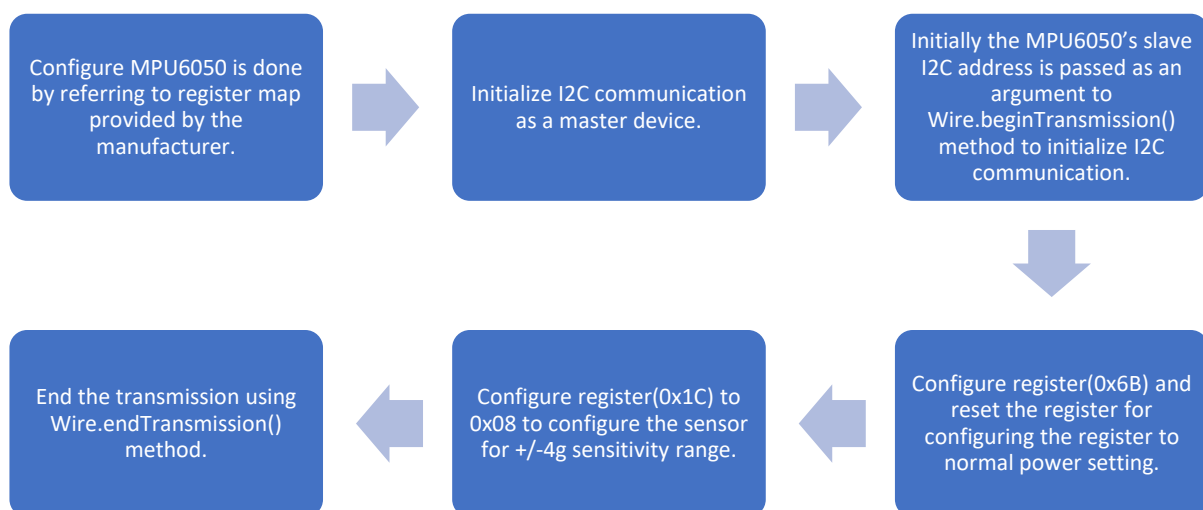 Configure MPU6050 is done
by referring to register map
provided by the
manufacturer.
Initialize I2C communication
as a master device.
Initially the MPU6050’s slave
I2C address is passed as an
argument to
Wire.beginTransmission()
method to initialize I2C
communication.
Configure register(0x6B) and
reset the register for
configuring the register to
normal power setting.
Configure register(0x1C) to
0x08 to configure the sensor
for +/-4g sensitivity range.
End the transmission using
Wire.endTransmission()
method.